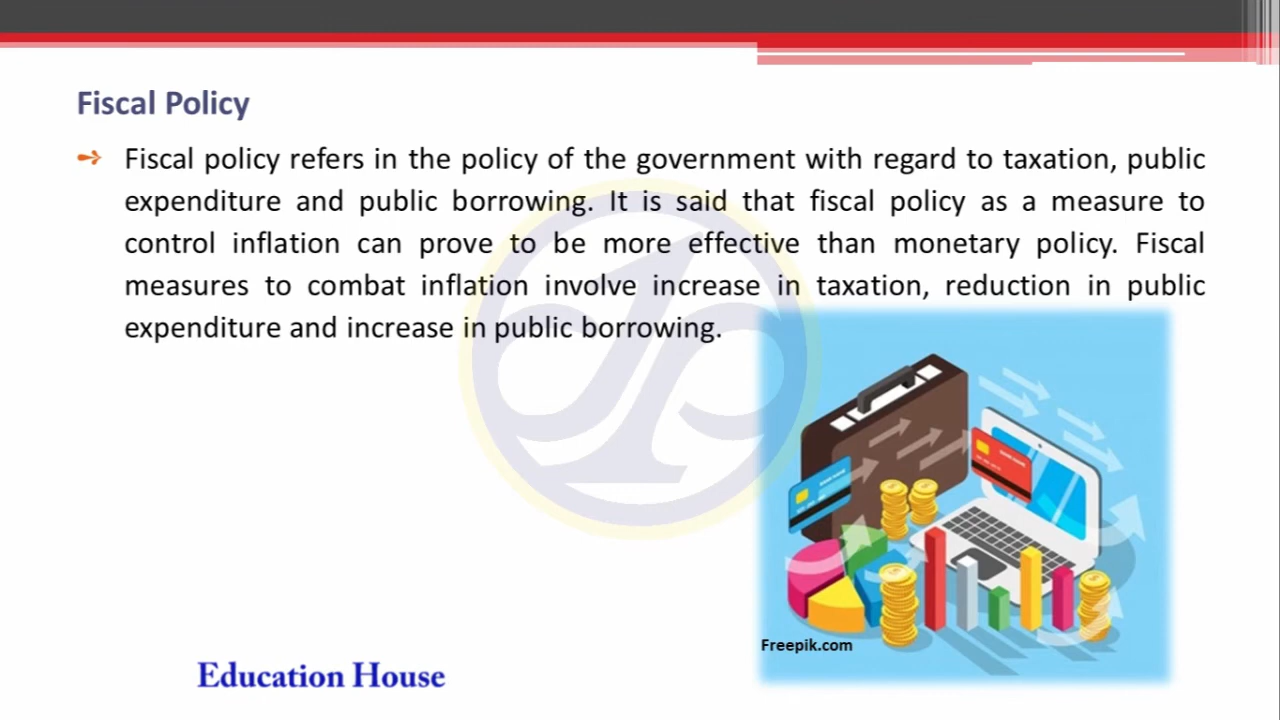 Fiscal Policy
Fiscal policy refers in the policy of the government with regard to taxation, public
expenditure and public borrowing. It is said that fiscal policy as a measure to
control inflation can prove to be more effective than monetary policy. Fiscal
measures to combat inflation involve increase in taxation, reduction in public
expenditure and increase in public borrowing.
Freepik.com
Education House